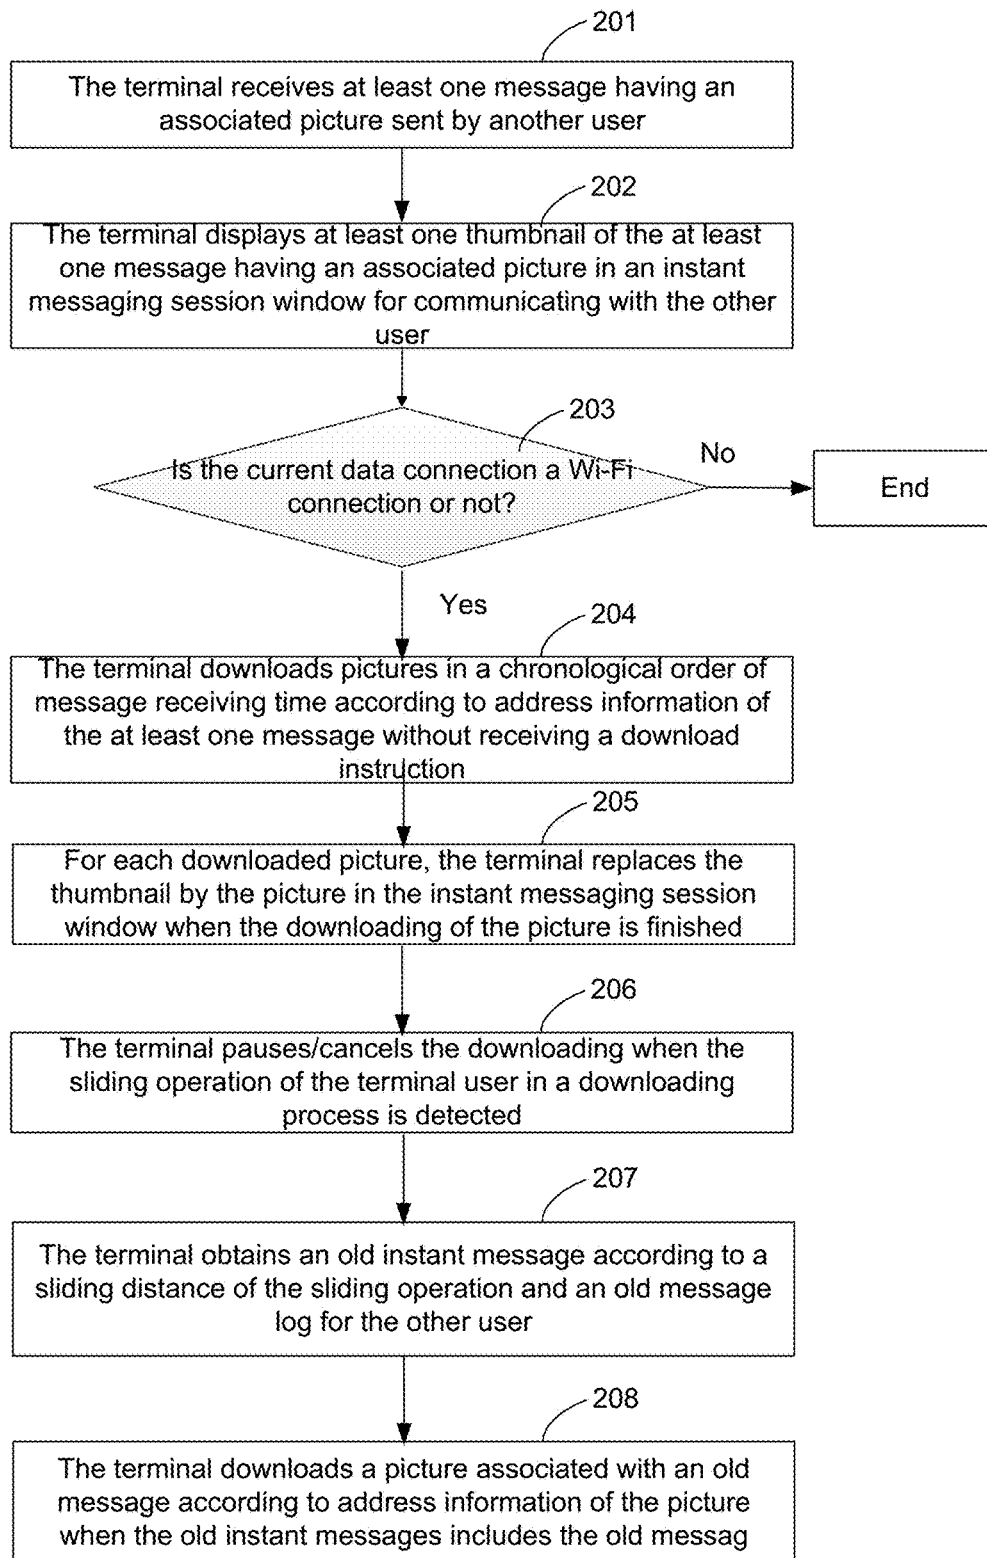 201
The terminal receives at least one message having an
associated picture sent by another user
202
The terminal displays at least one thumbnail of the at least
one message having an associated picture in an instant
messaging session window for communicating with the other
user
203
Is the current data connection a Wi-Fi
connection or not?
No
End
Yes
204
The terminal downloads pictures in a chronological order of
message receiving time according to address information of
the at least one message without receiving a download
instruction
205
For each downloaded picture, the terminal replaces the
thumbnail by the picture in the instant messaging session
window when the downloading of the picture is finished
206
The terminal pauses/cancels the downloading when the
sliding operation of the terminal user in a downloading
process is detected
207
The terminal obtains an old instant message according to a
sliding distance of the sliding operation and an old message
log for the other user
208
The terminal downloads a picture associated with an old
message according to address information of the picture
when the old instant messages includes the old messag